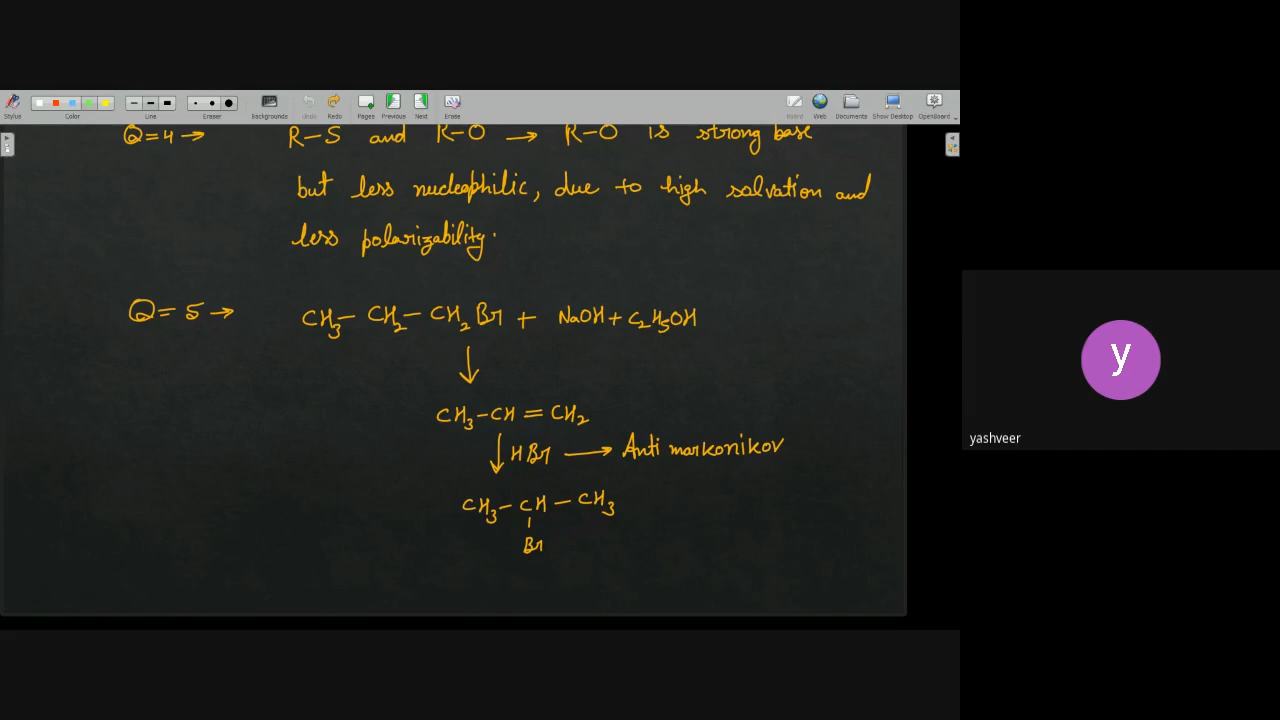 Stylus Color Line Eraser Backgrounds Undo Redo Pages Previous Next Erase Board Web Documents Show Desktop OpenBoard
Q=4 → R-S and R-O → R-O is strong base
but less nucleophilic, due to high salvation and
less polarizability.
Q=5 → CH₃-CH₂-CH₂Br + NaOH + C₂H₅OH
↓
CH₃-CH=CH₂
↓ HBr → Anti markonikov
CH₃-CH-CH₃
|
Br
y
yashveer